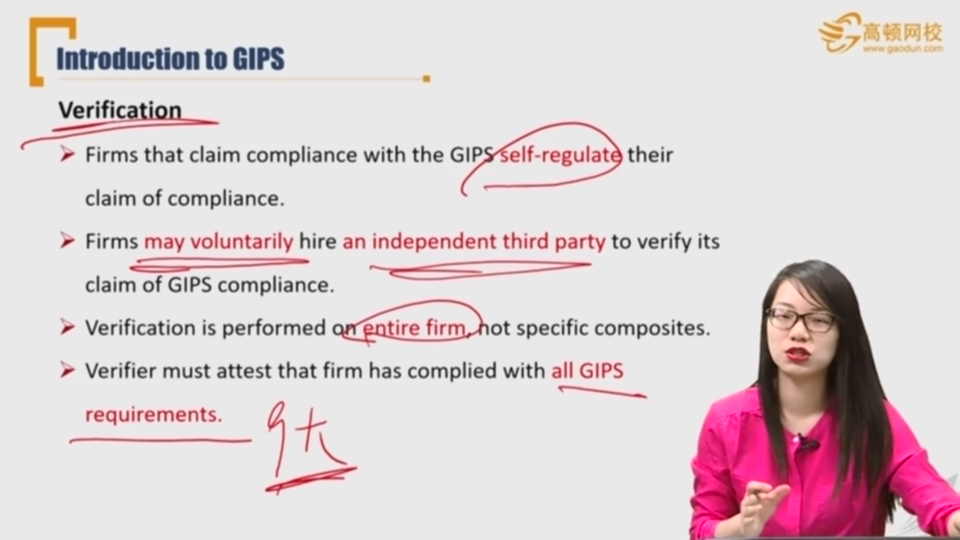 高顿网校
www.gaodun.com
Introduction to GIPS
Verification
Firms that claim compliance with the GIPS self-regulate their
claim of compliance.
Firms may voluntarily hire an independent third party to verify its
claim of GIPS compliance.
Verification is performed on entire firm, not specific composites.
Verifier must attest that firm has complied with all GIPS
requirements.
9大